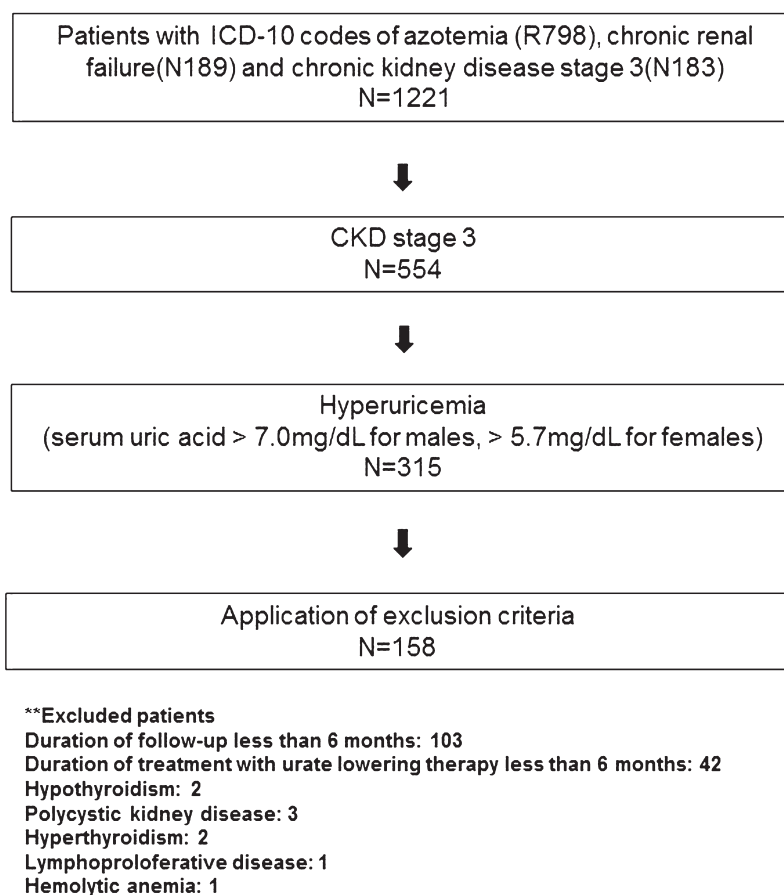 Patients with ICD-10 codes of azotemia (R798), chronic renal
failure(N189) and chronic kidney disease stage 3(N183)
N=1221
CKD stage 3
N=554
Hyperuricemia
(serum uric acid > 7.0mg/dL for males, > 5.7mg/dL for females)
N=315
Application of exclusion criteria
N=158
**Excluded patients
Duration of follow-up less than 6 months: 103
Duration of treatment with urate lowering therapy less than 6 months: 42
Hypothyroidism: 2
Polycystic kidney disease: 3
Hyperthyroidism: 2
Lymphoproloferative disease: 1
Hemolytic anemia: 1